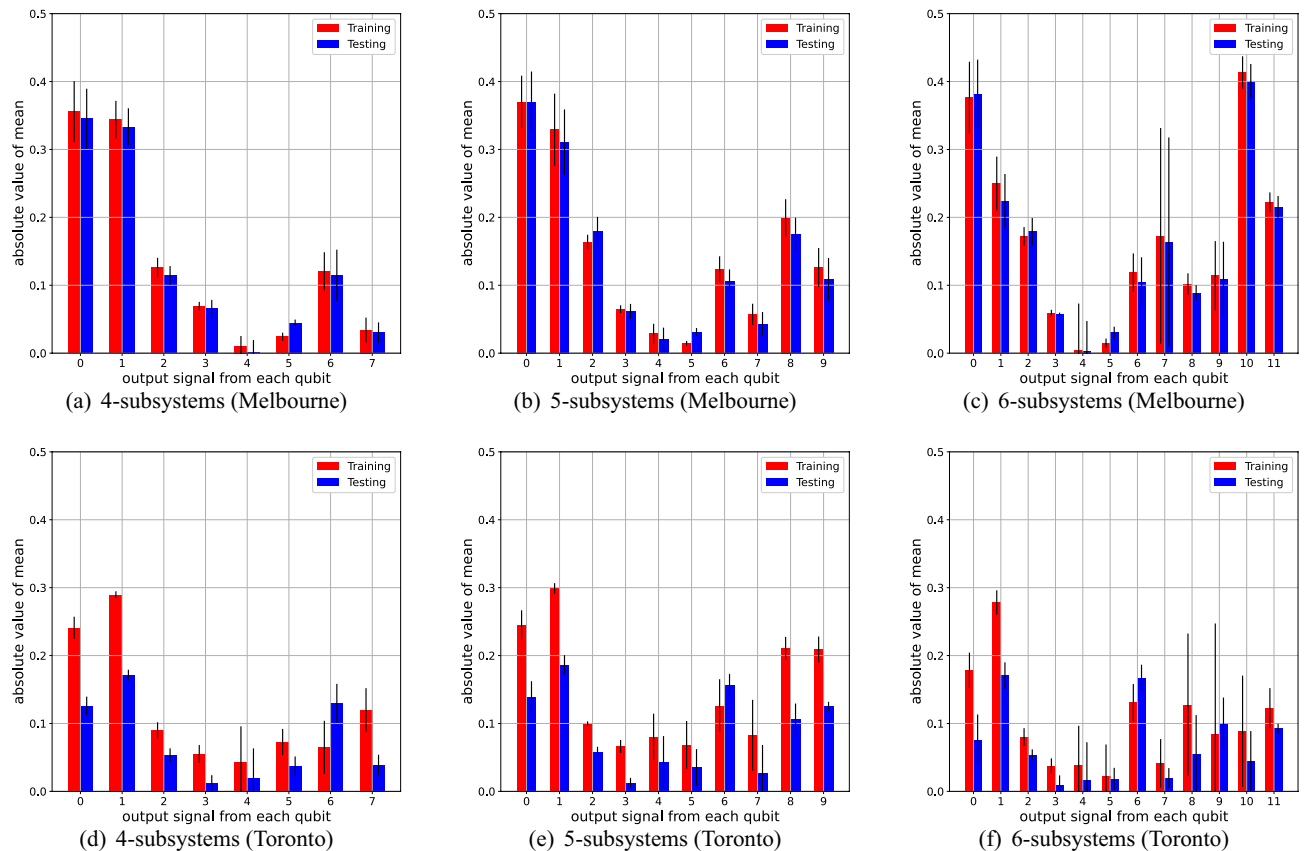 0.5
0.4
0.3
0.2
0.1
0.0
absolute value of mean
Training
Testing
0 1 2 3 4 5 6 7
output signal from each qubit
(a) 4-subsystems (Melbourne)
0.5
0.4
0.3
0.2
0.1
0.0
absolute value of mean
Training
Testing
0 1 2 3 4 5 6 7 8 9
output signal from each qubit
(b) 5-subsystems (Melbourne)
0.5
0.4
0.3
0.2
0.1
0.0
absolute value of mean
Training
Testing
0 1 2 3 4 5 6 7 8 9 10 11
output signal from each qubit
(c) 6-subsystems (Melbourne)
0.5
0.4
0.3
0.2
0.1
0.0
absolute value of mean
Training
Testing
0 1 2 3 4 5 6 7
output signal from each qubit
(d) 4-subsystems (Toronto)
0.5
0.4
0.3
0.2
0.1
0.0
absolute value of mean
Training
Testing
0 1 2 3 4 5 6 7 8 9
output signal from each qubit
(e) 5-subsystems (Toronto)
0.5
0.4
0.3
0.2
0.1
0.0
absolute value of mean
Training
Testing
0 1 2 3 4 5 6 7 8 9 10 11
output signal from each qubit
(f) 6-subsystems (Toronto)